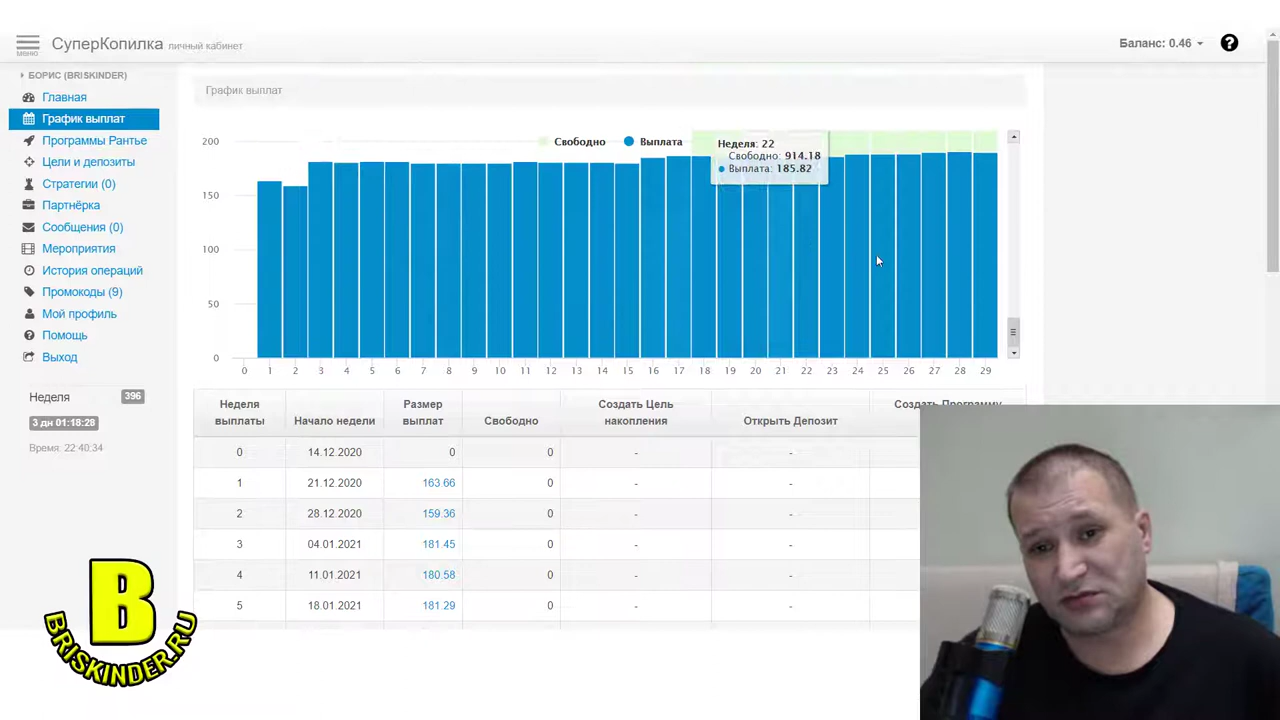 СуперКопилка личный кабинет
Баланс: 0.46
?
меню
БОРИС (BRISKINDER)
Главная
График выплат
Программы Рантье
Цели и депозиты
Стратегии (0)
Партнёрка
Сообщения (0)
Мероприятия
История операций
Промокоды (9)
Мой профиль
Помощь
Выход
Неделя 396
3 дн 01:18:28
Время: 22:40:34
График выплат
Свободно Выплата
Неделя: 22
Свободно: 914.18
Выплата: 185.82
200
150
100
50
0
0 1 2 3 4 5 6 7 8 9 10 11 12 13 14 15 16 17 18 19 20 21 22 23 24 25 26 27 28 29
Неделя выплаты Начало недели Размер выплат Свободно Создать Цель накопления Открыть Депозит Создать Программу
0 14.12.2020 0 0 - -
1 21.12.2020 163.66 0 - -
2 28.12.2020 159.36 0 - -
3 04.01.2021 181.45 0 - -
4 11.01.2021 180.58 0 - -
5 18.01.2021 181.29 0 - -
B
BRISKINDER.RU